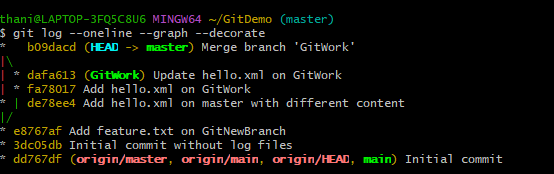 thani@LAPTOP-3FQ5C8U6 MINGW64 ~/GitDemo (master)
$ git log --oneline --graph --decorate
*   b09dacd (HEAD -> master) Merge branch 'GitWork'
|\
| * dafa613 (GitWork) Update hello.xml on GitWork
| * fa78017 Add hello.xml on GitWork
* | de78ee4 Add hello.xml on master with different content
|/
* e8767af Add feature.txt on GitNewBranch
* 3dc05db Initial commit without log files
* dd767df (origin/master, origin/main, origin/HEAD, main) Initial commit